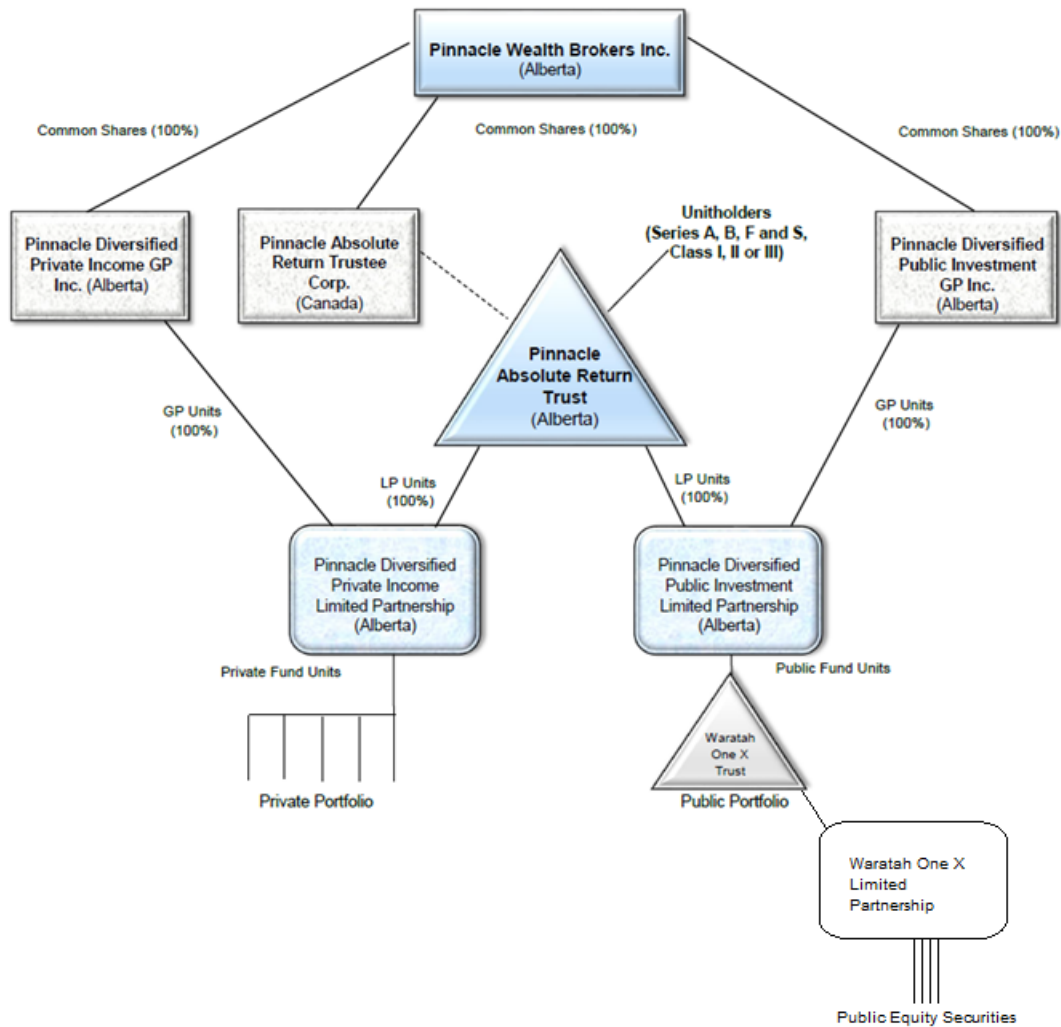 Pinnacle Wealth Brokers Inc.
(Alberta)
Common Shares (100%)
Common Shares (100%)
Common Shares (100%)
Pinnacle Diversified
Private Income GP
Inc. (Alberta)
Pinnacle Absolute
Return Trustee
Corp.
(Canada)
Unitholders
(Series A, B, F and S,
Class I, II or III)
Pinnacle Diversified
Public Investment
GP Inc.
(Alberta)
Pinnacle
Absolute Return
Trust
(Alberta)
GP Units
(100%)
GP Units
(100%)
LP Units
(100%)
LP Units
(100%)
Pinnacle Diversified
Private Income
Limited Partnership
(Alberta)
Pinnacle Diversified
Public Investment
Limited Partnership
(Alberta)
Private Fund Units
Public Fund Units
Waratah
One X
Trust
Private Portfolio
Public Portfolio
Waratah One X
Limited
Partnership
Public Equity Securities